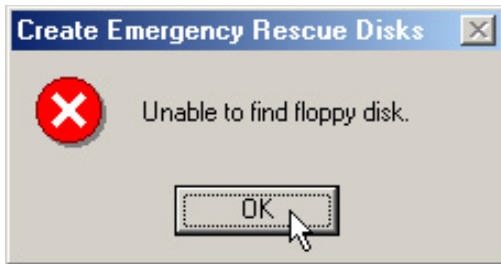 Create Emergency Rescue Disks
Unable to find floppy disk.
OK